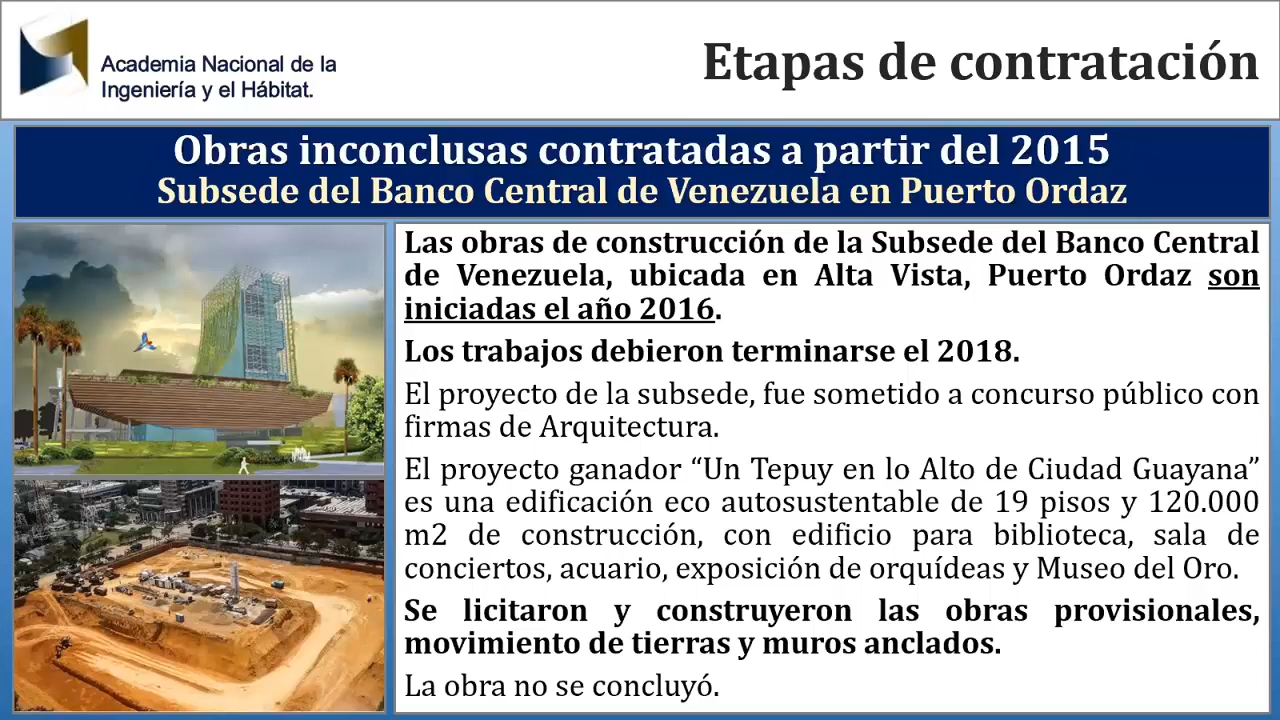 Academia Nacional de la
Ingeniería y el Hábitat.
Etapas de contratación
Obras inconclusas contratadas a partir del 2015
Subsede del Banco Central de Venezuela en Puerto Ordaz
Las obras de construcción de la Subsede del Banco Central
de Venezuela, ubicada en Alta Vista, Puerto Ordaz son
iniciadas el año 2016.
Los trabajos debieron terminarse el 2018.
El proyecto de la subsede, fue sometido a concurso público con
firmas de Arquitectura.
El proyecto ganador “Un Tepuy en lo Alto de Ciudad Guayana”
es una edificación eco autosustentable de 19 pisos y 120.000
m2 de construcción, con edificio para biblioteca, sala de
conciertos, acuario, exposición de orquídeas y Museo del Oro.
Se licitaron y construyeron las obras provisionales,
movimiento de tierras y muros anclados.
La obra no se concluyó.